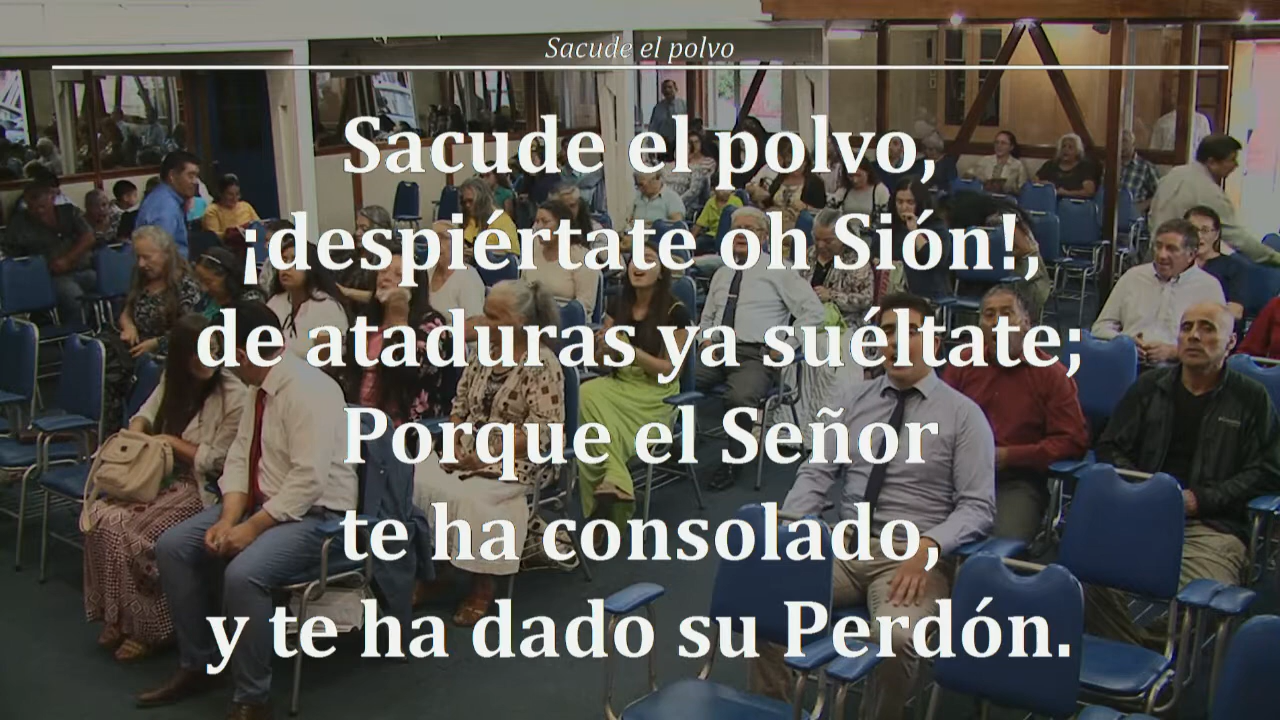 Sacude el polvo
Sacude el polvo,
¡despiértate oh Sión!,
de ataduras ya suéltate;
Porque el Señor
te ha consolado,
y te ha dado su Perdón.